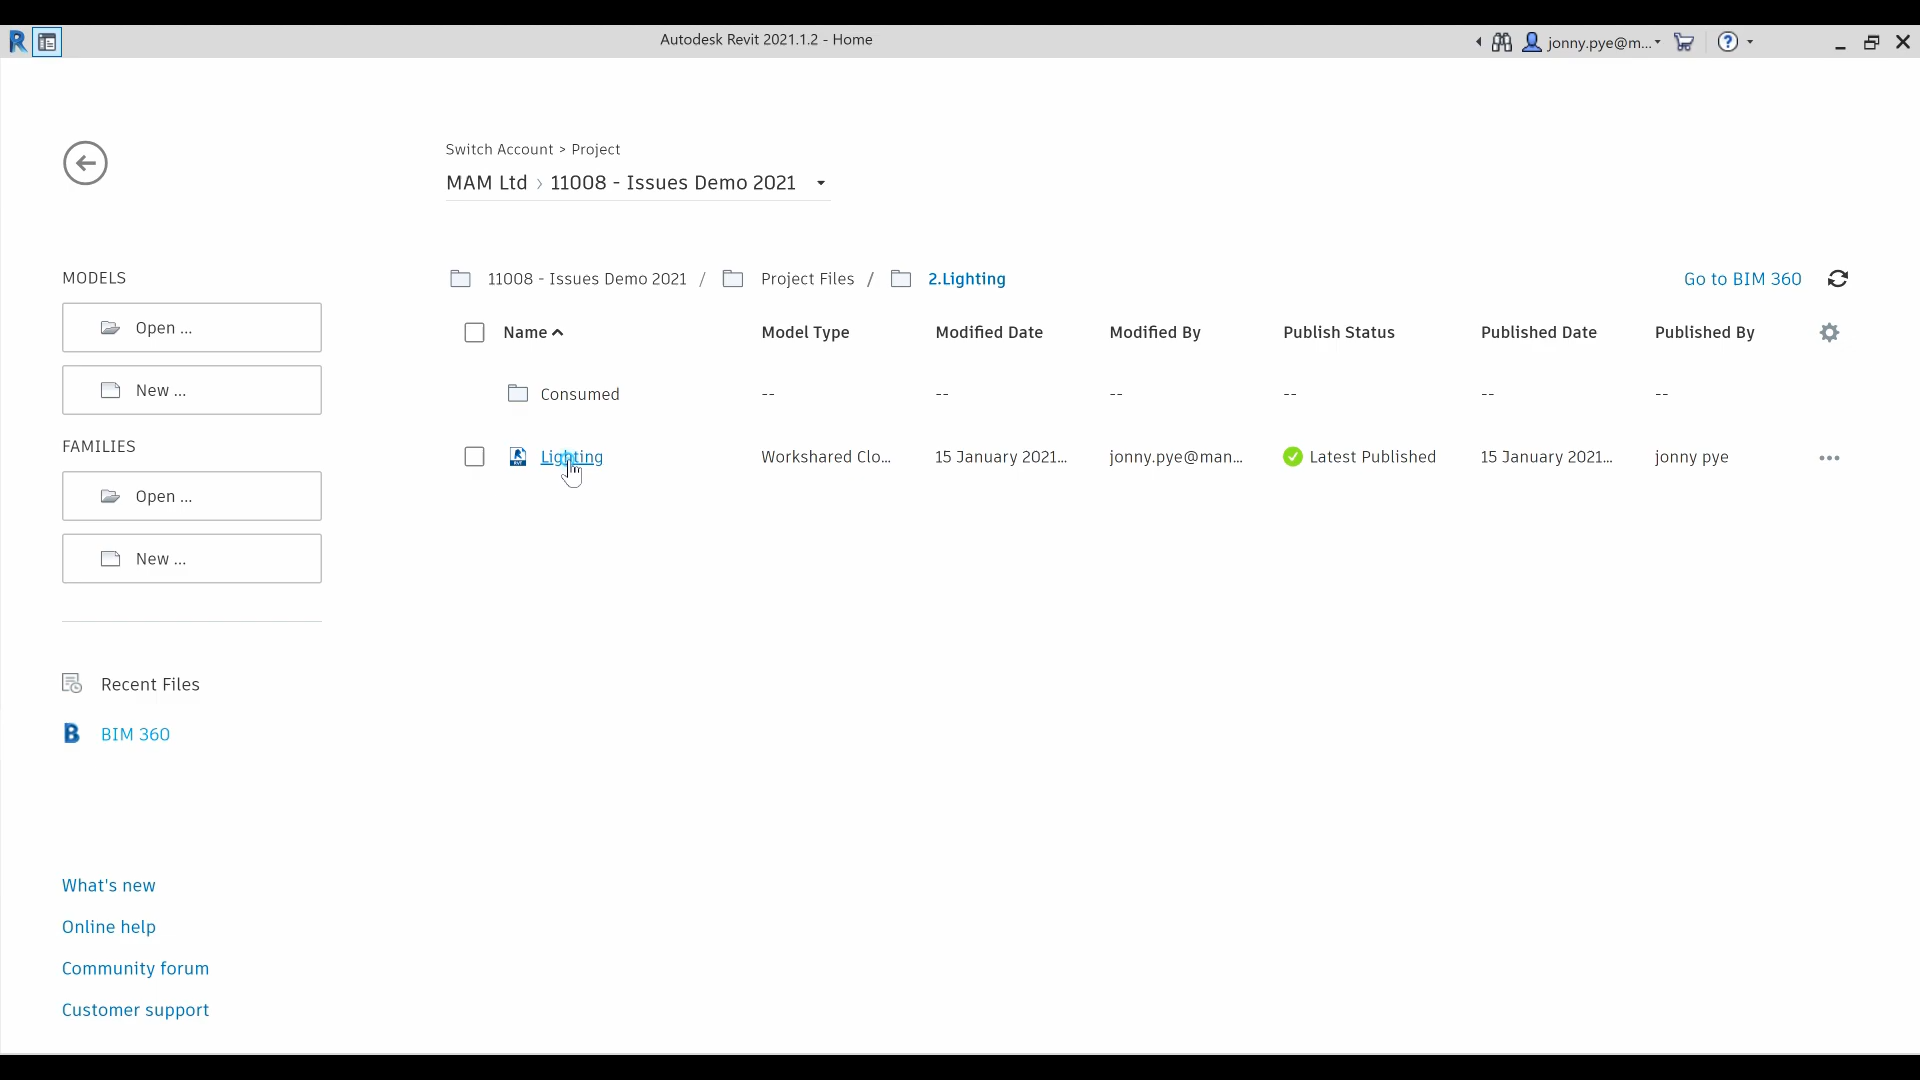 Autodesk Revit 2021.1.2 - Home
jonny.pye@m...
Switch Account > Project
MAM Ltd › 11008 - Issues Demo 2021
MODELS
Open ...
New ...
FAMILIES
Open ...
New ...
Recent Files
BIM 360
What's new
Online help
Community forum
Customer support
11008 - Issues Demo 2021 / Project Files / 2.Lighting
Go to BIM 360
Name Model Type Modified Date Modified By Publish Status Published Date Published By
Consumed -- -- -- -- -- --
Lighting Workshared Clo... 15 January 2021... jonny.pye@man... Latest Published 15 January 2021... jonny pye